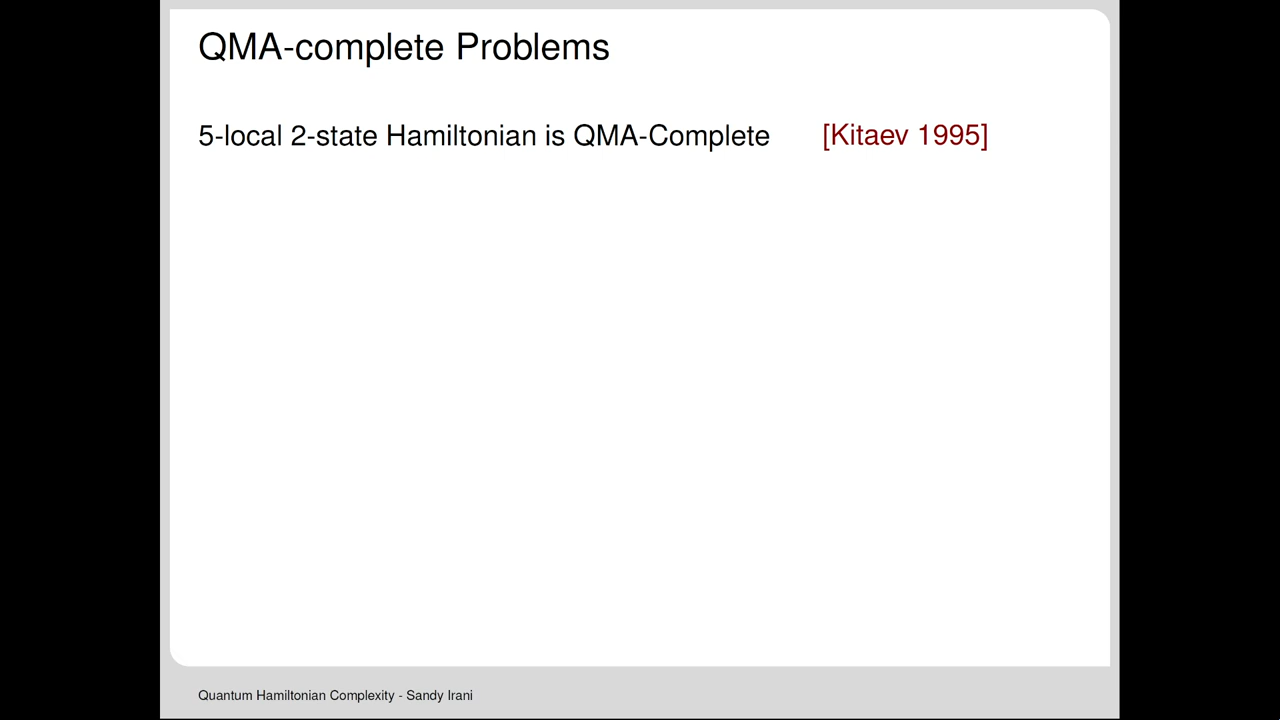 QMA-complete Problems
5-local 2-state Hamiltonian is QMA-Complete [Kitaev 1995]
Quantum Hamiltonian Complexity - Sandy Irani